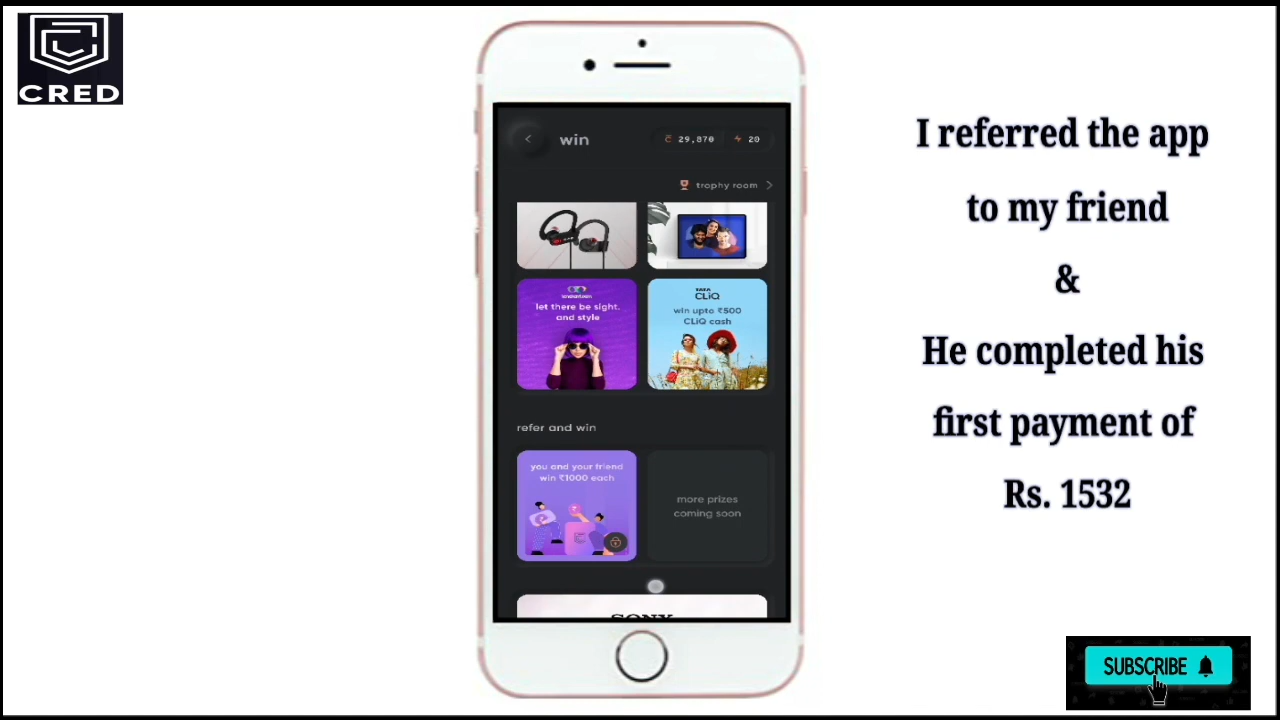 CRED
win
29,870
20
trophy room
let there be sight,
and style
TATA
CLiQ
win upto ₹500
CLiQ cash
refer and win
you and your friend
win ₹1000 each
more prizes
coming soon
SONY
I referred the app
to my friend
&
He completed his
first payment of
Rs. 1532
SUBSCRIBE